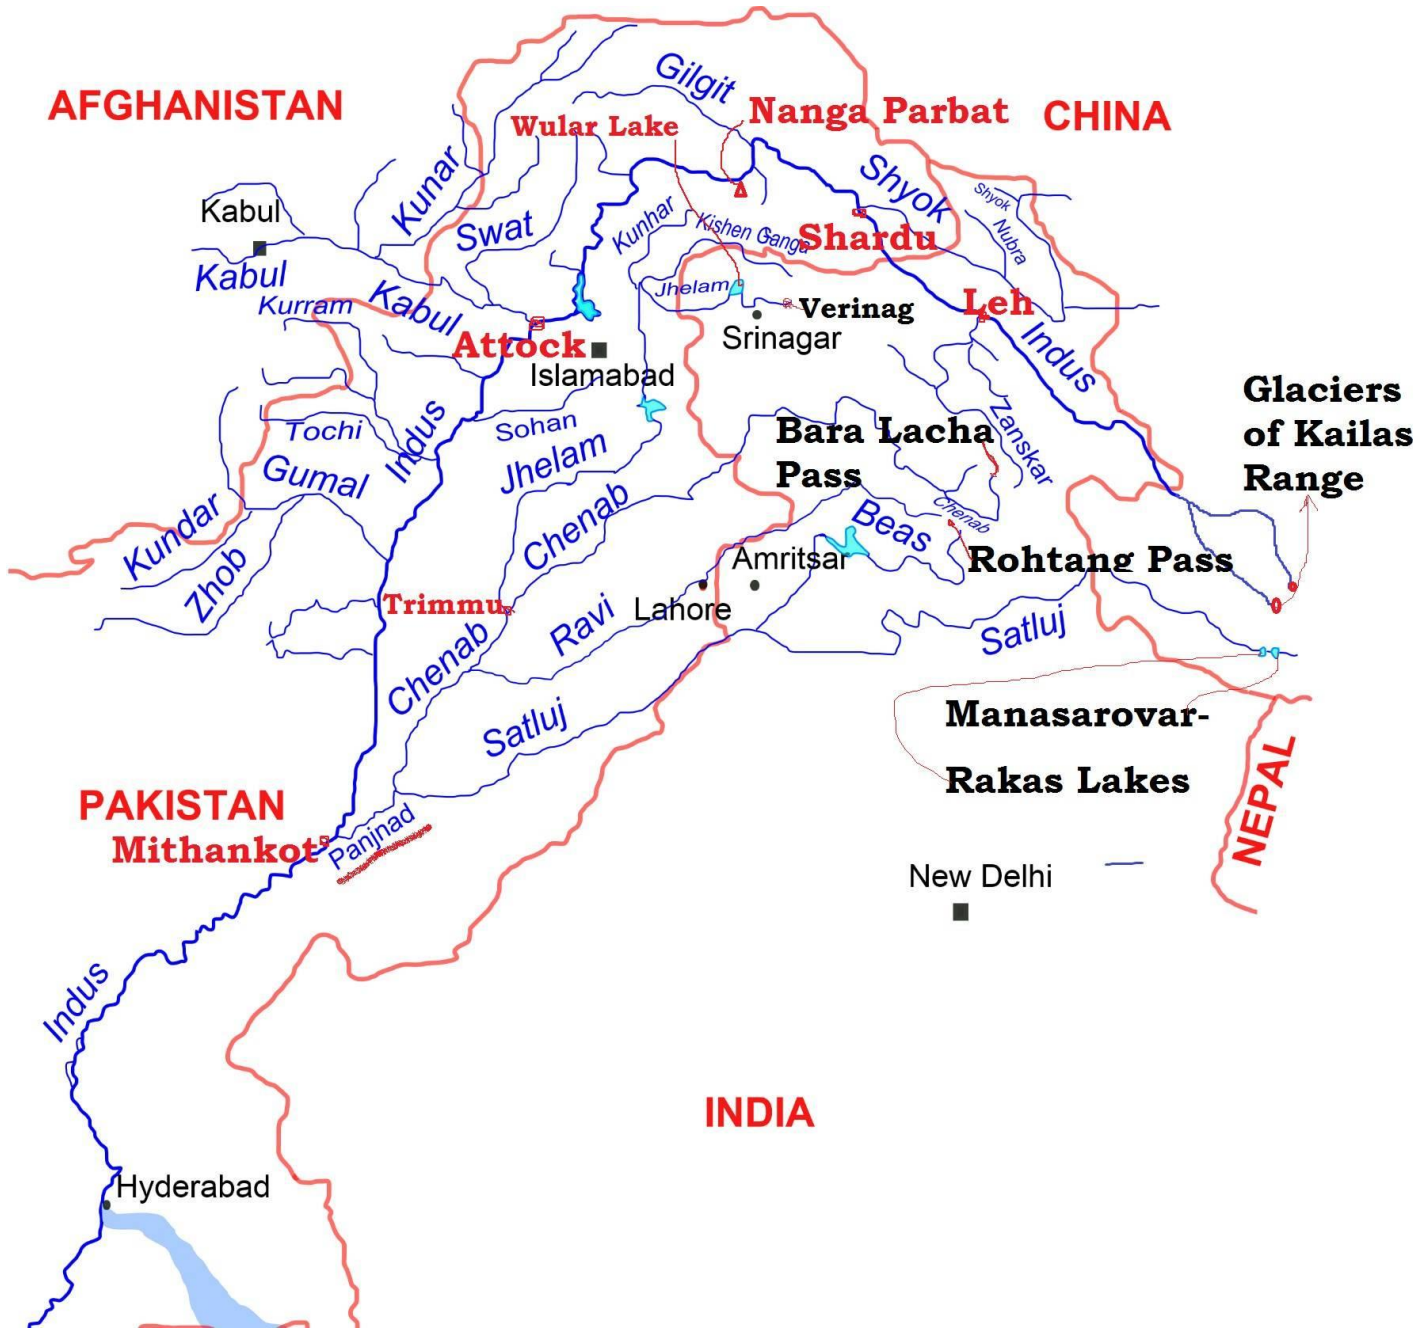 Gilgit
AFGHANISTAN
Nanga Parbat
CHINA
Wular Lake
Kunar
Shyok
Shyok
Kabul
Swat
Kunhar
Kishen Ganga
Shardu
Nubra
Kabul
Kurram
Kabul
Jhelam
Verinag
Leh
Attock
Srinagar
Indus
Islamabad
Glaciers
of Kailas
Range
Tochi
Indus
Sohan
Bara Lacha
Pass
Zanskar
Gumal
Jhelam
Chenab
Chenab
Beas
Kundar
Zhob
Amritsar
Rohtang Pass
Trimmu
Lahore
Ravi
Satluj
Chenab
Satluj
Manasarovar-
Rakas Lakes
PAKISTAN
Mithankot
Panjnad
NEPAL
New Delhi
Indus
INDIA
Hyderabad